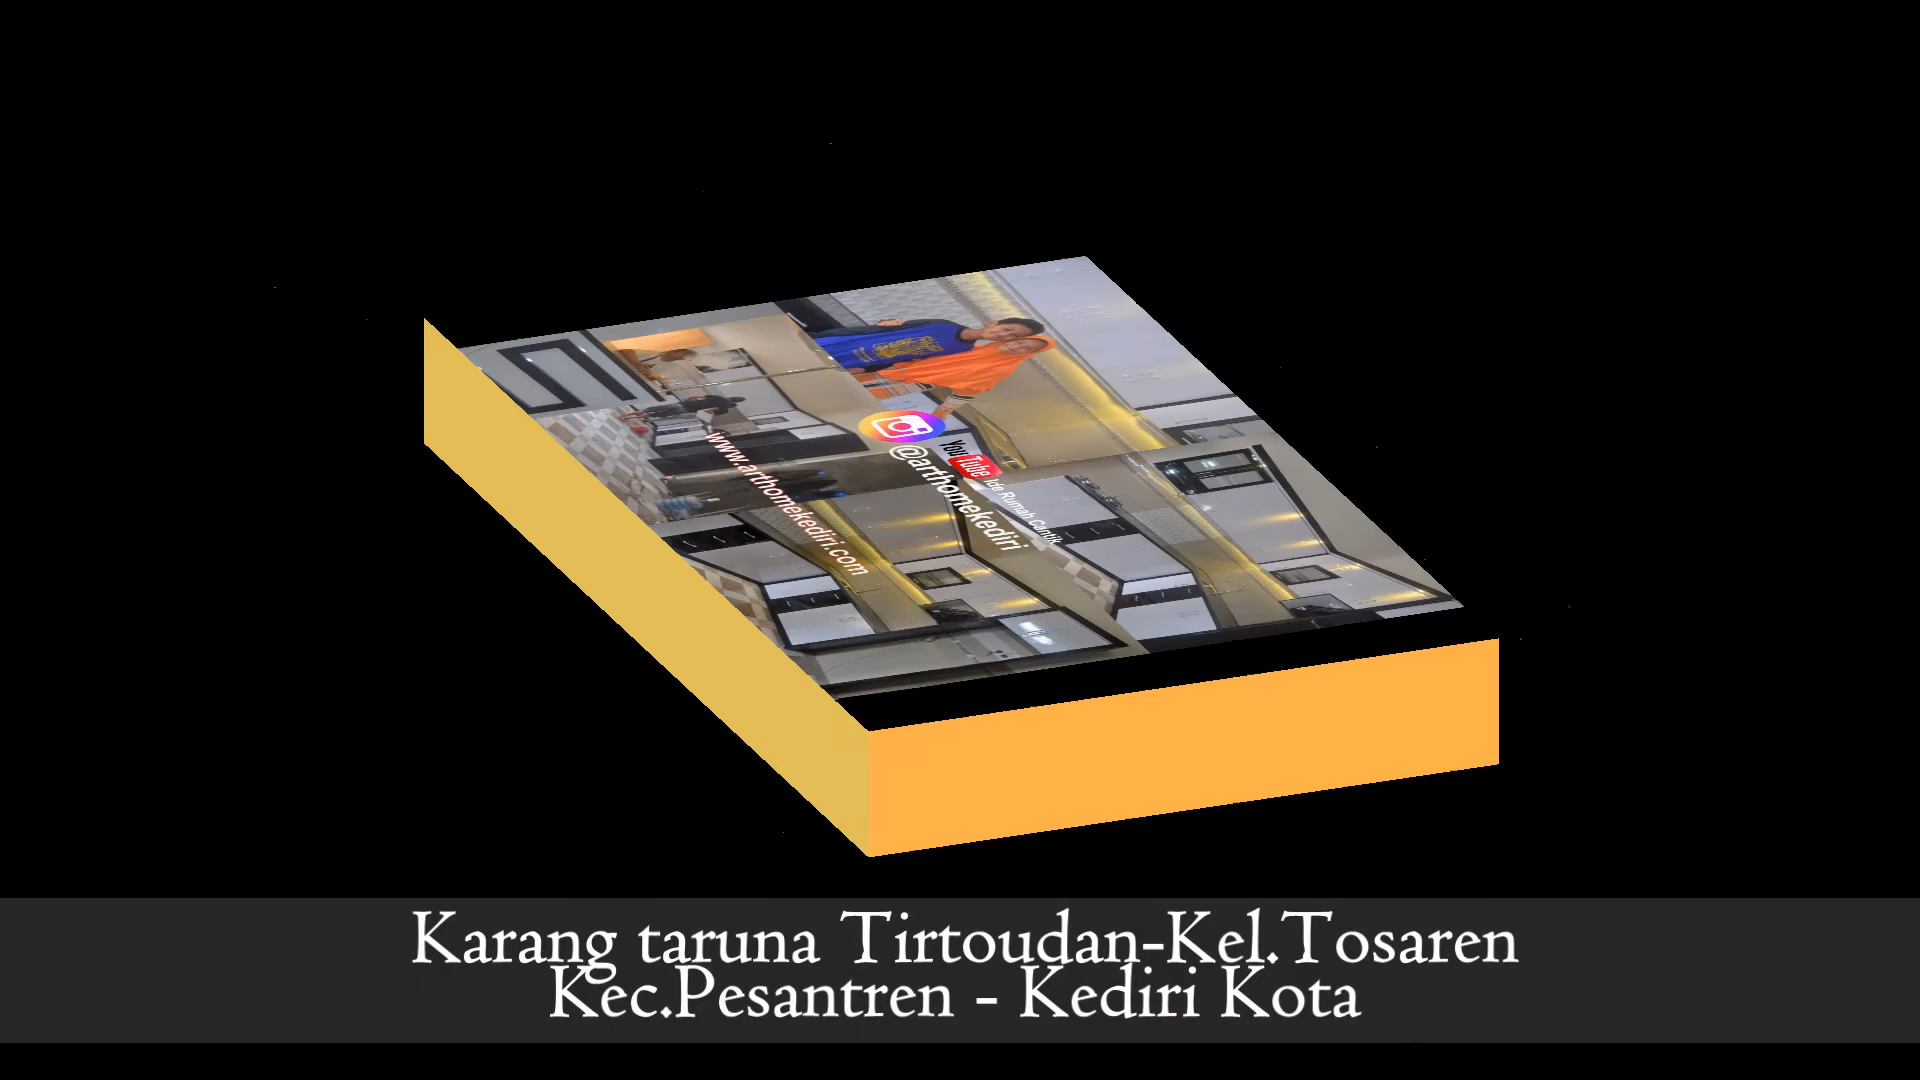 YouTube Ide Rumah Cantik
@arthomekediri
www.arthomekediri.com
Karang taruna Tirtoudan-Kel.Tosaren
Kec.Pesantren - Kediri Kota